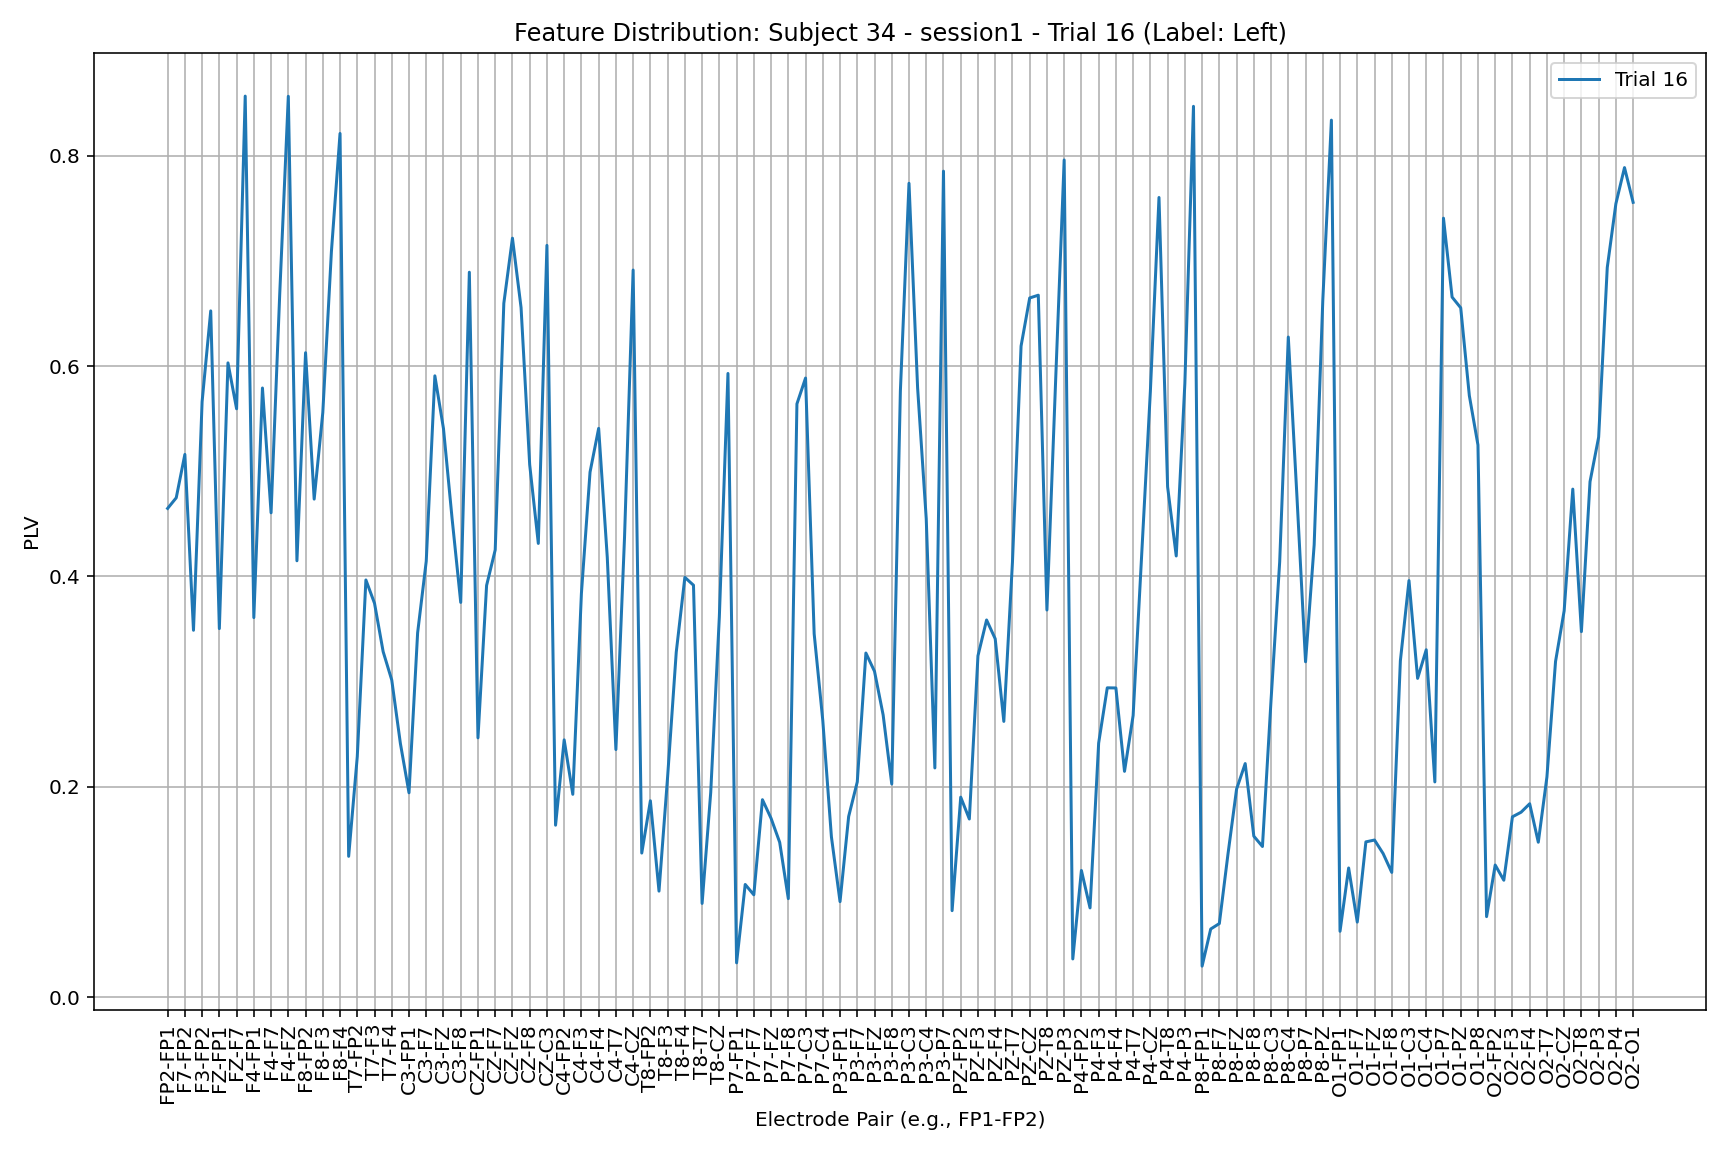 Feature Distribution: Subject 34 - session1 - Trial 16 (Label: Left)
Trial 16
PLV
0.8
0.6
0.4
0.2
0.0
FP2-FP1
F7-FP2
F3-FP2
FZ-FP1
FZ-F7
F4-FP1
F4-F7
F4-FZ
F8-FP2
F8-F3
F8-F4
T7-FP2
T7-F3
T7-F4
C3-FP1
C3-F7
C3-FZ
C3-F8
CZ-FP1
CZ-F7
CZ-FZ
CZ-F8
CZ-C3
C4-FP2
C4-F3
C4-F4
C4-T7
C4-CZ
T8-FP2
T8-F3
T8-F4
T8-T7
T8-CZ
P7-FP1
P7-F7
P7-FZ
P7-F8
P7-C3
P7-C4
P3-FP1
P3-F7
P3-FZ
P3-F8
P3-C3
P3-C4
P3-P7
PZ-FP2
PZ-F3
PZ-F4
PZ-T7
PZ-CZ
PZ-T8
PZ-P3
P4-FP2
P4-F3
P4-F4
P4-T7
P4-CZ
P4-T8
P4-P3
P8-FP1
P8-F7
P8-FZ
P8-F8
P8-C3
P8-C4
P8-P7
P8-PZ
O1-FP1
O1-F7
O1-FZ
O1-F8
O1-C3
O1-C4
O1-P7
O1-PZ
O1-P8
O2-FP2
O2-F3
O2-F4
O2-T7
O2-CZ
O2-T8
O2-P3
O2-P4
O2-O1
Electrode Pair (e.g., FP1-FP2)